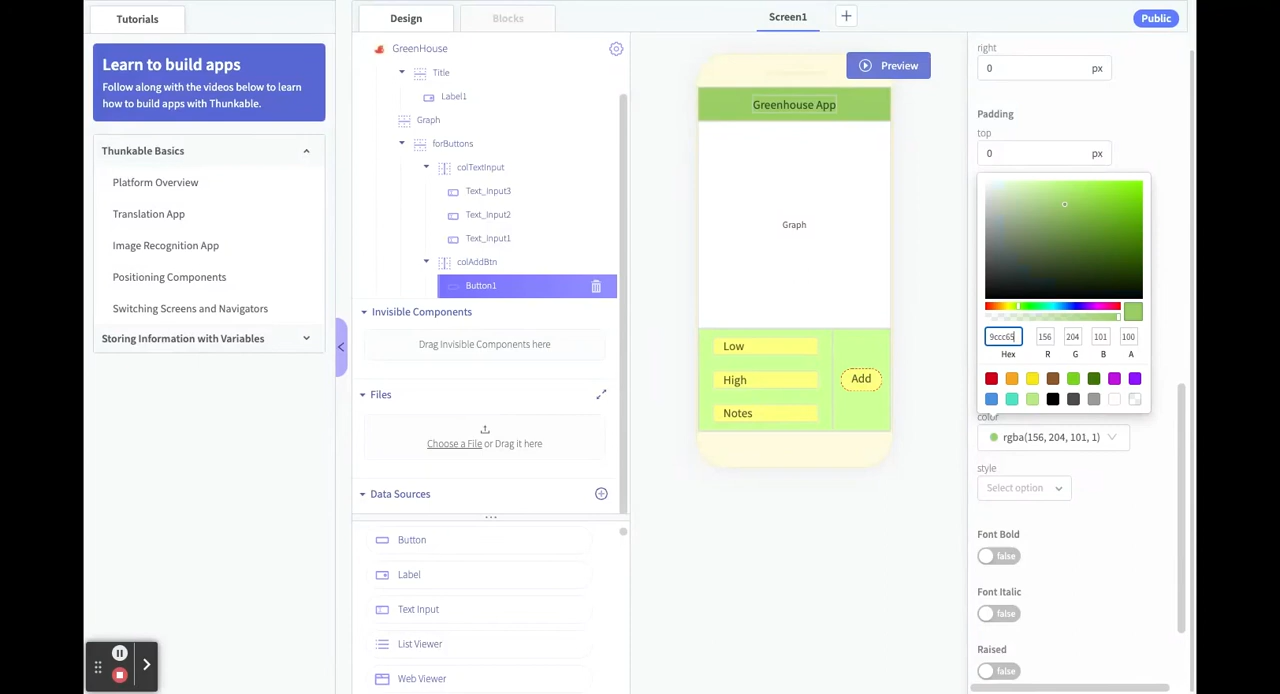 Tutorials
Design
Blocks
Screen1
+
Public
Learn to build apps
Follow along with the videos below to learn
how to build apps with Thunkable.
Thunkable Basics
Platform Overview
Translation App
Image Recognition App
Positioning Components
Switching Screens and Navigators
Storing Information with Variables
GreenHouse
Title
Label1
Graph
forButtons
colTextInput
Text_Input3
Text_Input2
Text_Input1
colAddBtn
Button1
Invisible Components
Drag Invisible Components here
Files
Choose a File or Drag it here
Data Sources
Button
Label
Text Input
List Viewer
Web Viewer
Preview
Greenhouse App
Graph
Low
High
Notes
Add
right
0 px
Padding
top
0 px
9ccc65 156 204 101 100
Hex R G B A
color
rgba(156, 204, 101, 1)
style
Select option
Font Bold
false
Font Italic
false
Raised
false